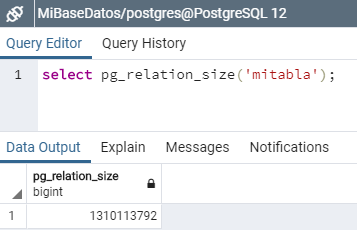 MiBaseDatos/postgres@PostgreSQL 12
Query Editor Query History
1 select pg_relation_size('mitabla');
Data Output Explain Messages Notifications
pg_relation_size
bigint
1 1310113792